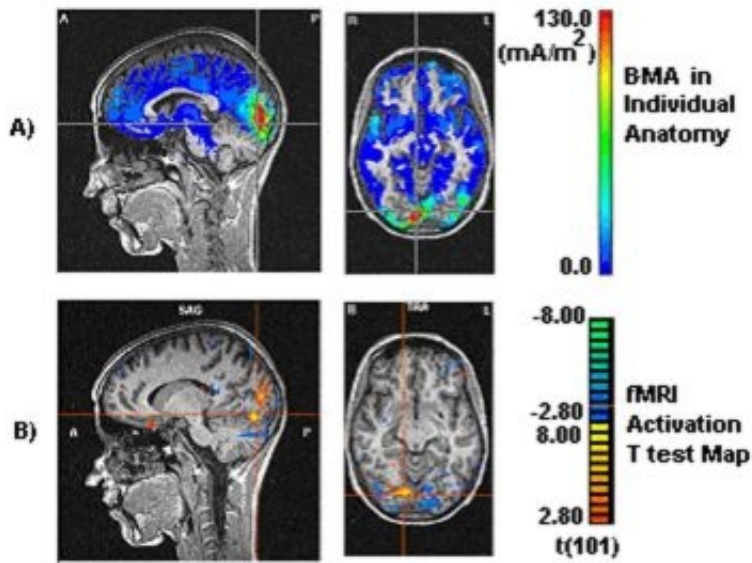 A P
R L
130.0
(mA/m²)
BMA in
Individual
Anatomy
A)
0.0
SAG
R L
-8.00
fMRI
-2.80
Activation
8.00
T test Map
B)
A P
2.80
t(101)